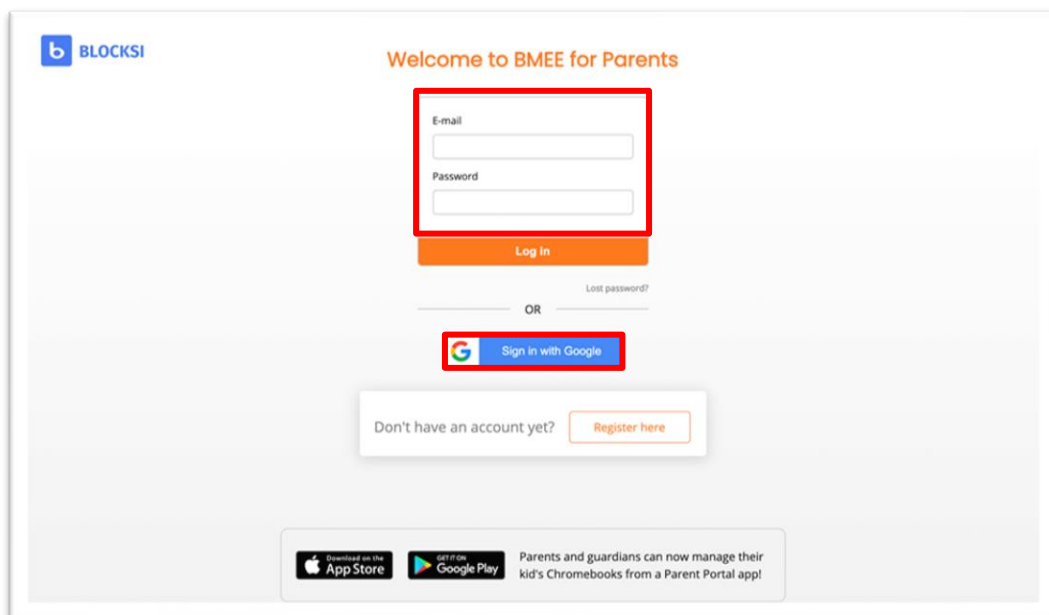 BLOCKSI
Welcome to BMEE for Parents
E-mail
Password
Log in
Lost password?
OR
Sign in with Google
Don't have an account yet?
Register here
Download on the
App Store
GET IT ON
Google Play
Parents and guardians can now manage their
kid's Chromebooks from a Parent Portal app!